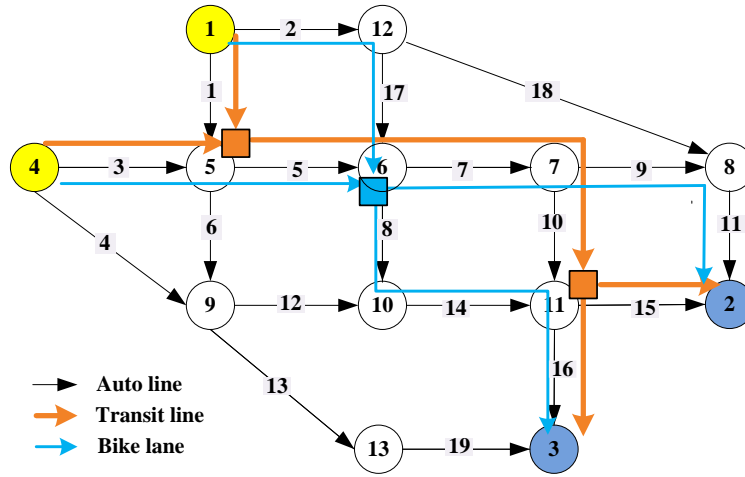 1 2 12
1 17 18
4 3 5 5 6 7 7 9 8
4 6 8 10 11
9 12 10 14 11 15 2
13 16
Auto line
Transit line
Bike lane
13 19 3